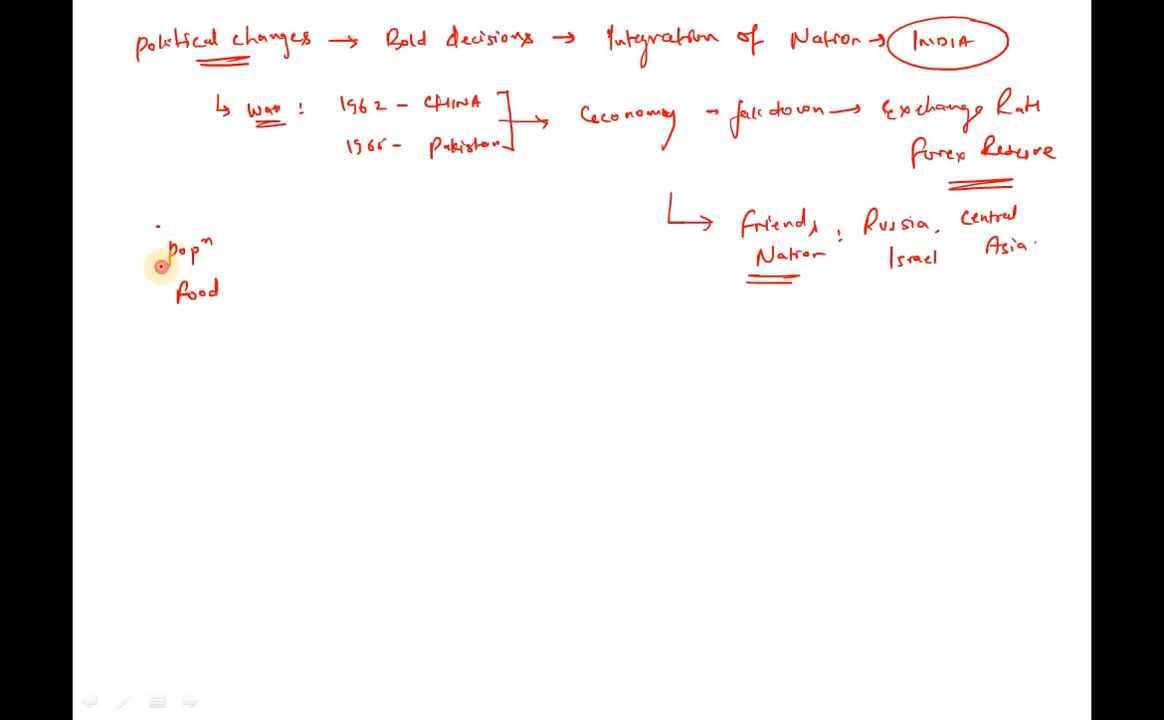 Political changes → Bold decisions → Integration of Nation → INDIA
↳ War : 1962 - CHINA
1965 - Pakistan
→ economy - fall down → Exchange Rate
Forex Reserve
↳ Friends Nation : Russia, Israel Central Asia.
popⁿ
food